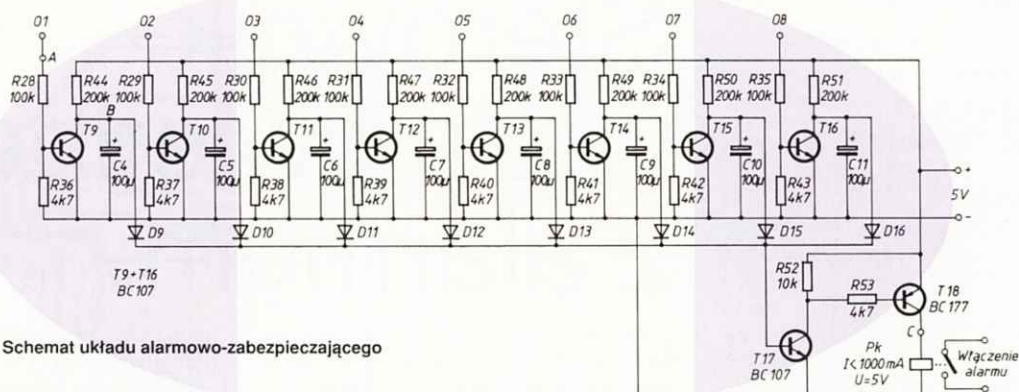 01 02 03 04 05 06 07 08
A
R28 R44 R29 R45 R30 R46 R31 R47 R32 R48 R33 R49 R34 R50 R35 R51
100k 200k 100k 200k 100k 200k 100k 200k 100k 200k 100k 200k 100k 200k 100k 200k
B
T9 T10 T11 T12 T13 T14 T15 T16
C4 C5 C6 C7 C8 C9 C10 C11
100µ 100µ 100µ 100µ 100µ 100µ 100µ 100µ
R36 R37 R38 R39 R40 R41 R42 R43
4k7 4k7 4k7 4k7 4k7 4k7 4k7 4k7
+
5V
-
D9 D10 D11 D12 D13 D14 D15 D16
T9÷T16
BC107
R52
10k
R53
4k7
T18
BC177
C
T17
BC107
Pk
I<1000mA
U=5V
Włączenie
alarmu
Schemat układu alarmowo-zabezpieczającego